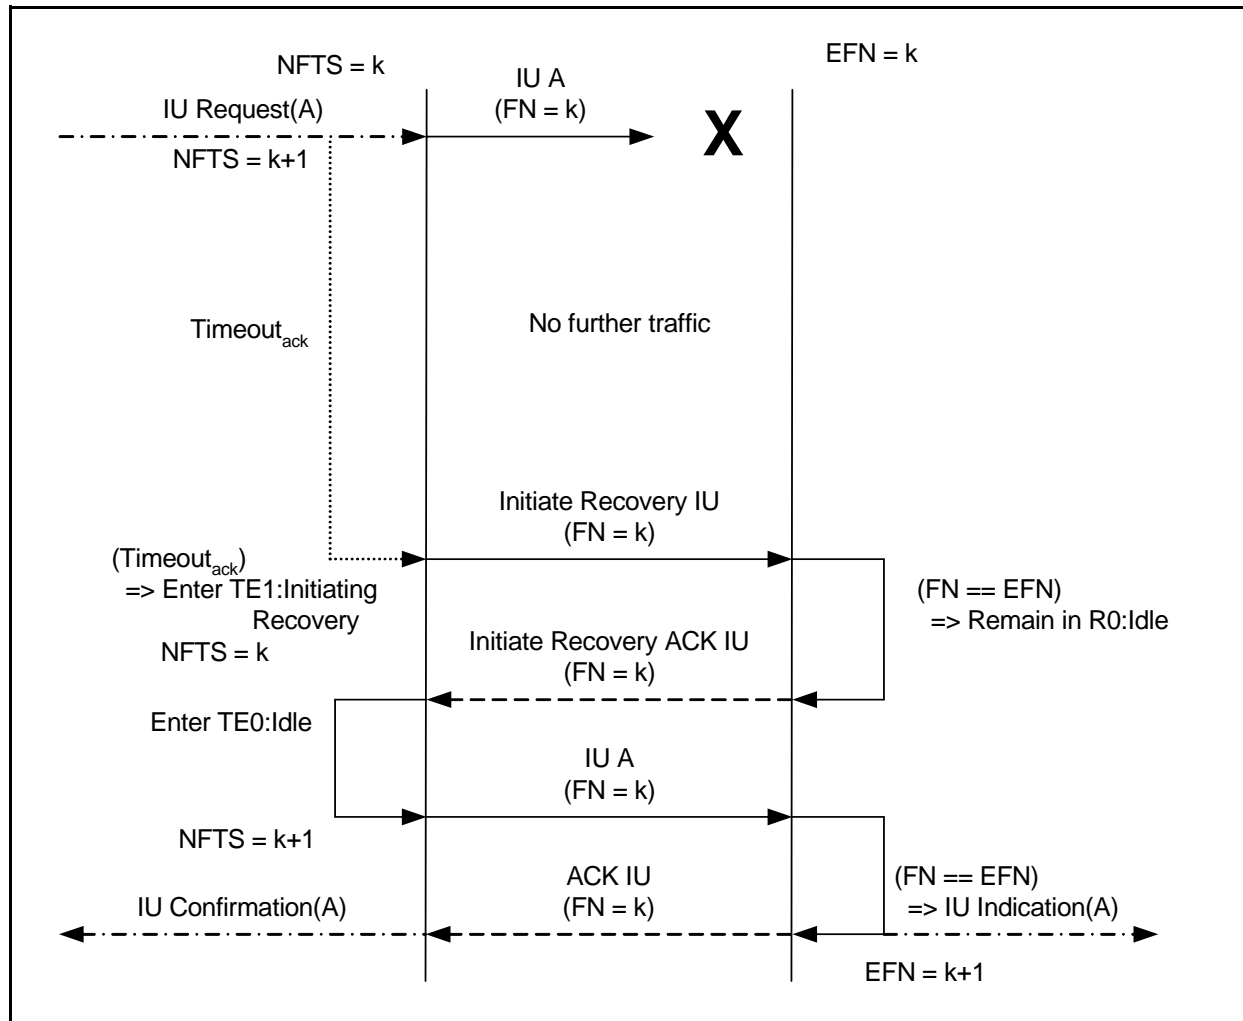 NFTS = k
EFN = k
IU A
(FN = k)
X
IU Request(A)
NFTS = k+1
Timeout_ack
No further traffic
Initiate Recovery IU
(FN = k)
(Timeout_ack)
=> Enter TE1:Initiating
Recovery
(FN == EFN)
=> Remain in R0:Idle
NFTS = k
Initiate Recovery ACK IU
(FN = k)
Enter TE0:Idle
IU A
(FN = k)
NFTS = k+1
ACK IU
(FN = k)
(FN == EFN)
=> IU Indication(A)
IU Confirmation(A)
EFN = k+1